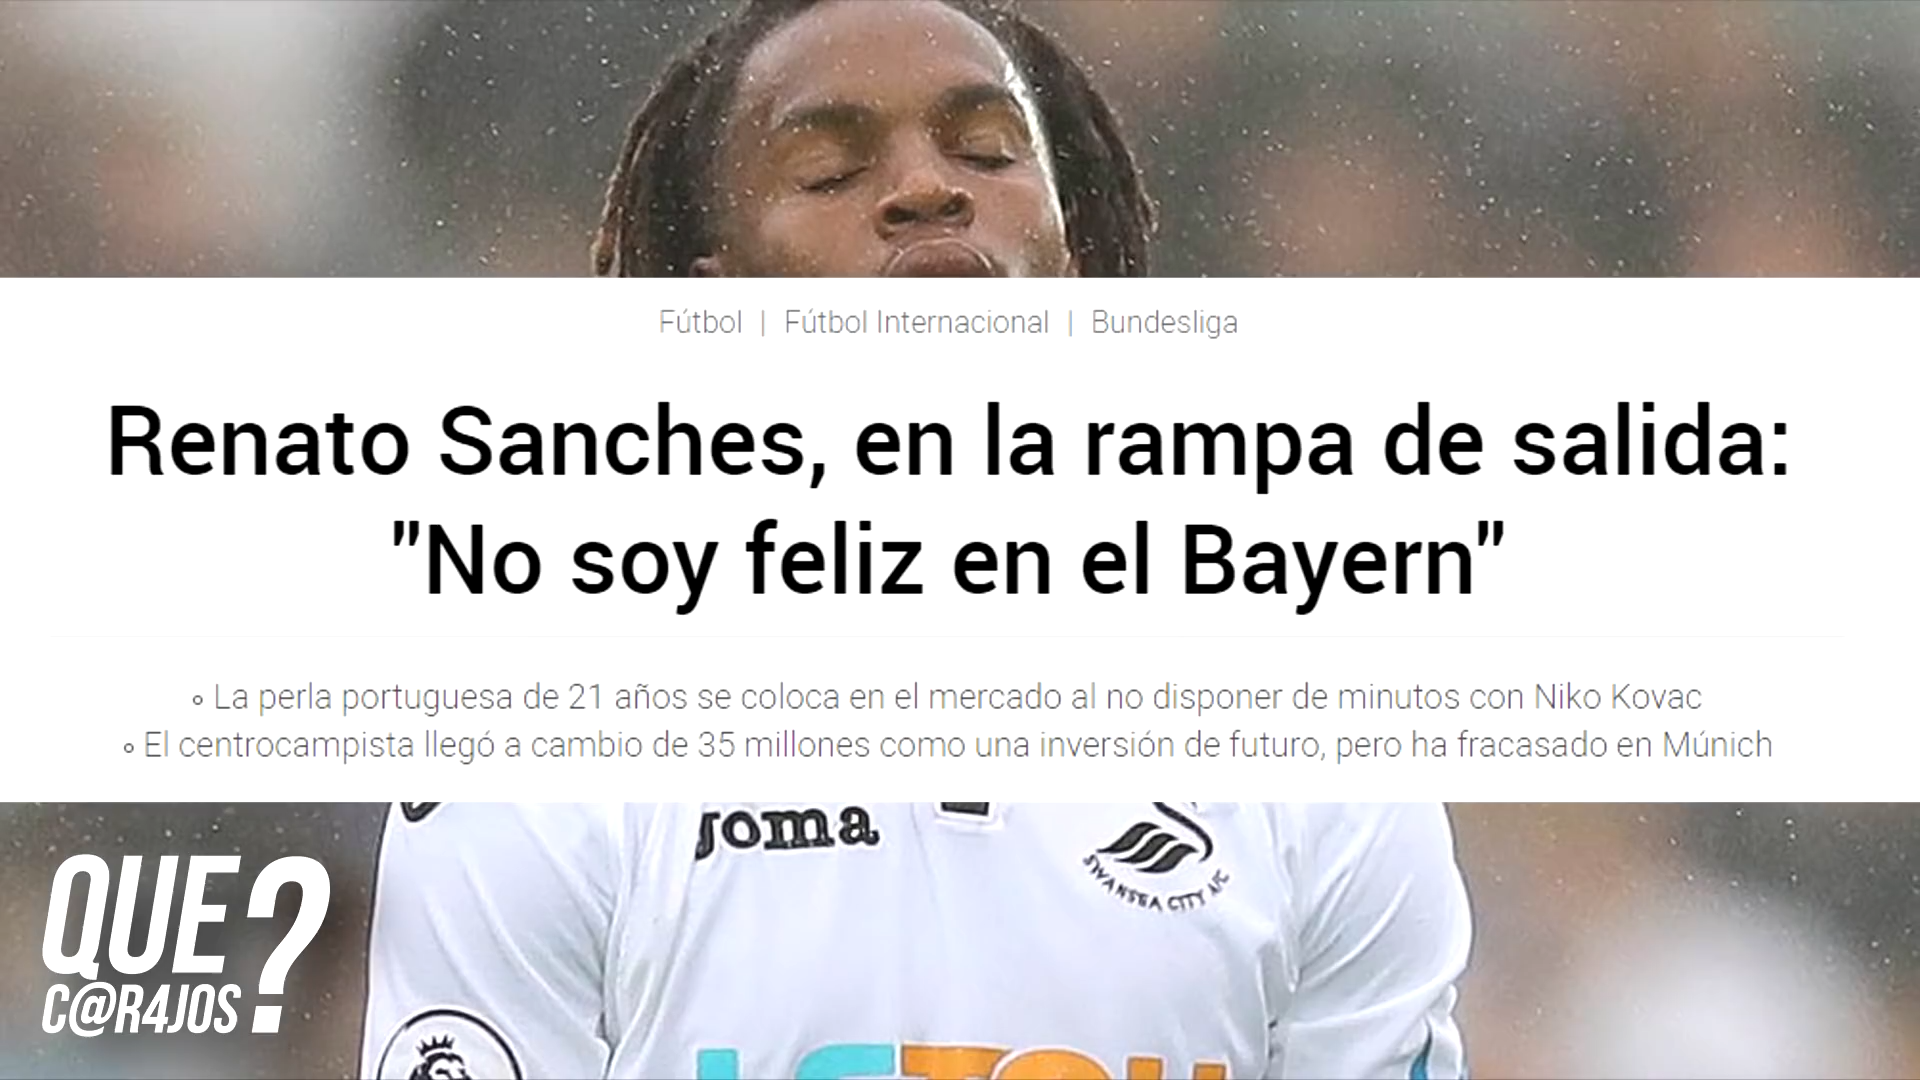 Fútbol | Fútbol Internacional | Bundesliga
Renato Sanches, en la rampa de salida:
"No soy feliz en el Bayern"
La perla portuguesa de 21 años se coloca en el mercado al no disponer de minutos con Niko Kovac
El centrocampista llegó a cambio de 35 millones como una inversión de futuro, pero ha fracasado en Múnich
Joma
SWANSEA CITY AFC
QUE
C@R4JOS?